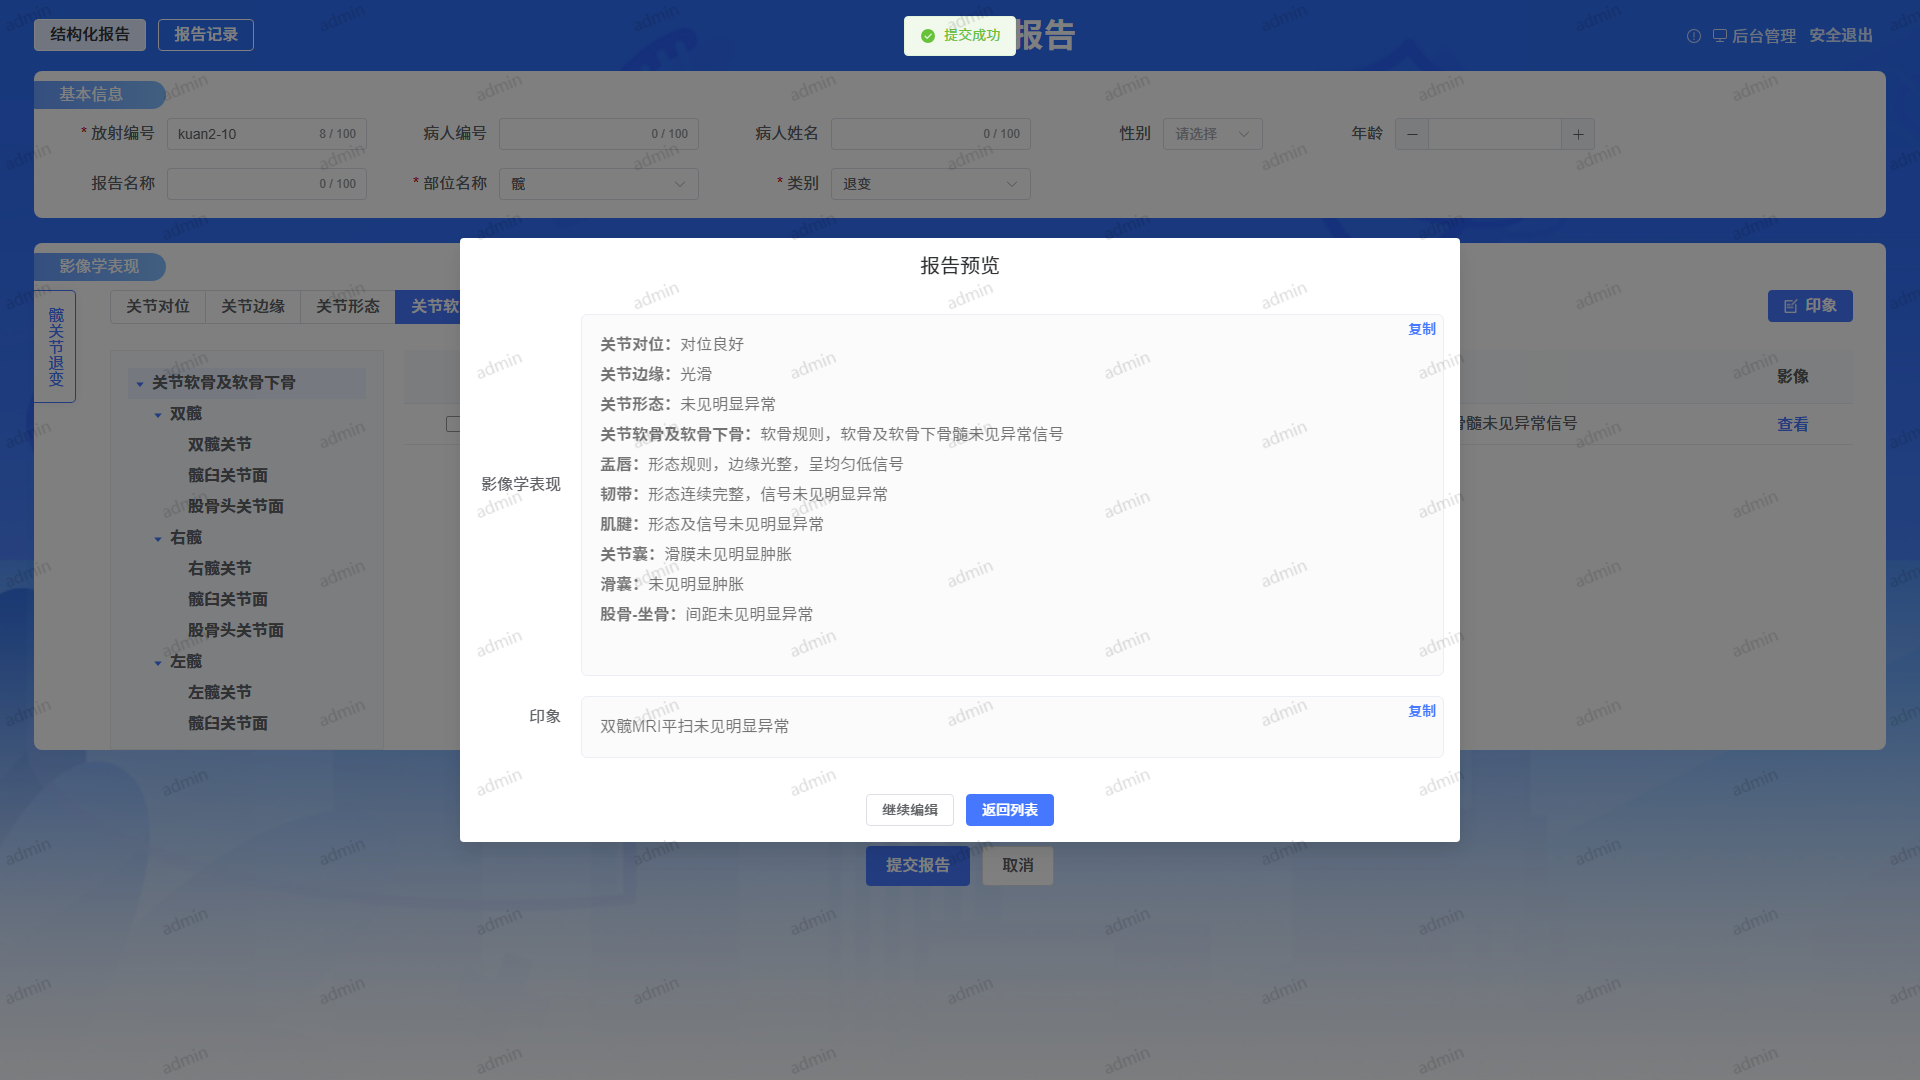 结构化报告
报告记录
提交成功
报告
后台管理
安全退出
基本信息
* 放射编号 kuan2-10 8 / 100
病人编号 0 / 100
病人姓名 0 / 100
性别 请选择
年龄
报告名称 0 / 100
* 部位名称 髋
* 类别 退变
影像学表现
髋关节退变
关节对位
关节边缘
关节形态
关节软
印象
关节软骨及软骨下骨
双髋
双髋关节
髋臼关节面
股骨头关节面
右髋
右髋关节
髋臼关节面
股骨头关节面
左髋
左髋关节
髋臼关节面
影像
骨髓未见异常信号
查看
报告预览
影像学表现
复制
关节对位：对位良好
关节边缘：光滑
关节形态：未见明显异常
关节软骨及软骨下骨：软骨规则，软骨及软骨下骨髓未见异常信号
盂唇：形态规则，边缘光整，呈均匀低信号
韧带：形态连续完整，信号未见明显异常
肌腱：形态及信号未见明显异常
关节囊：滑膜未见明显肿胀
滑囊：未见明显肿胀
股骨-坐骨：间距未见明显异常
印象
复制
双髋MRI平扫未见明显异常
继续编辑
返回列表
提交报告
取消
admin